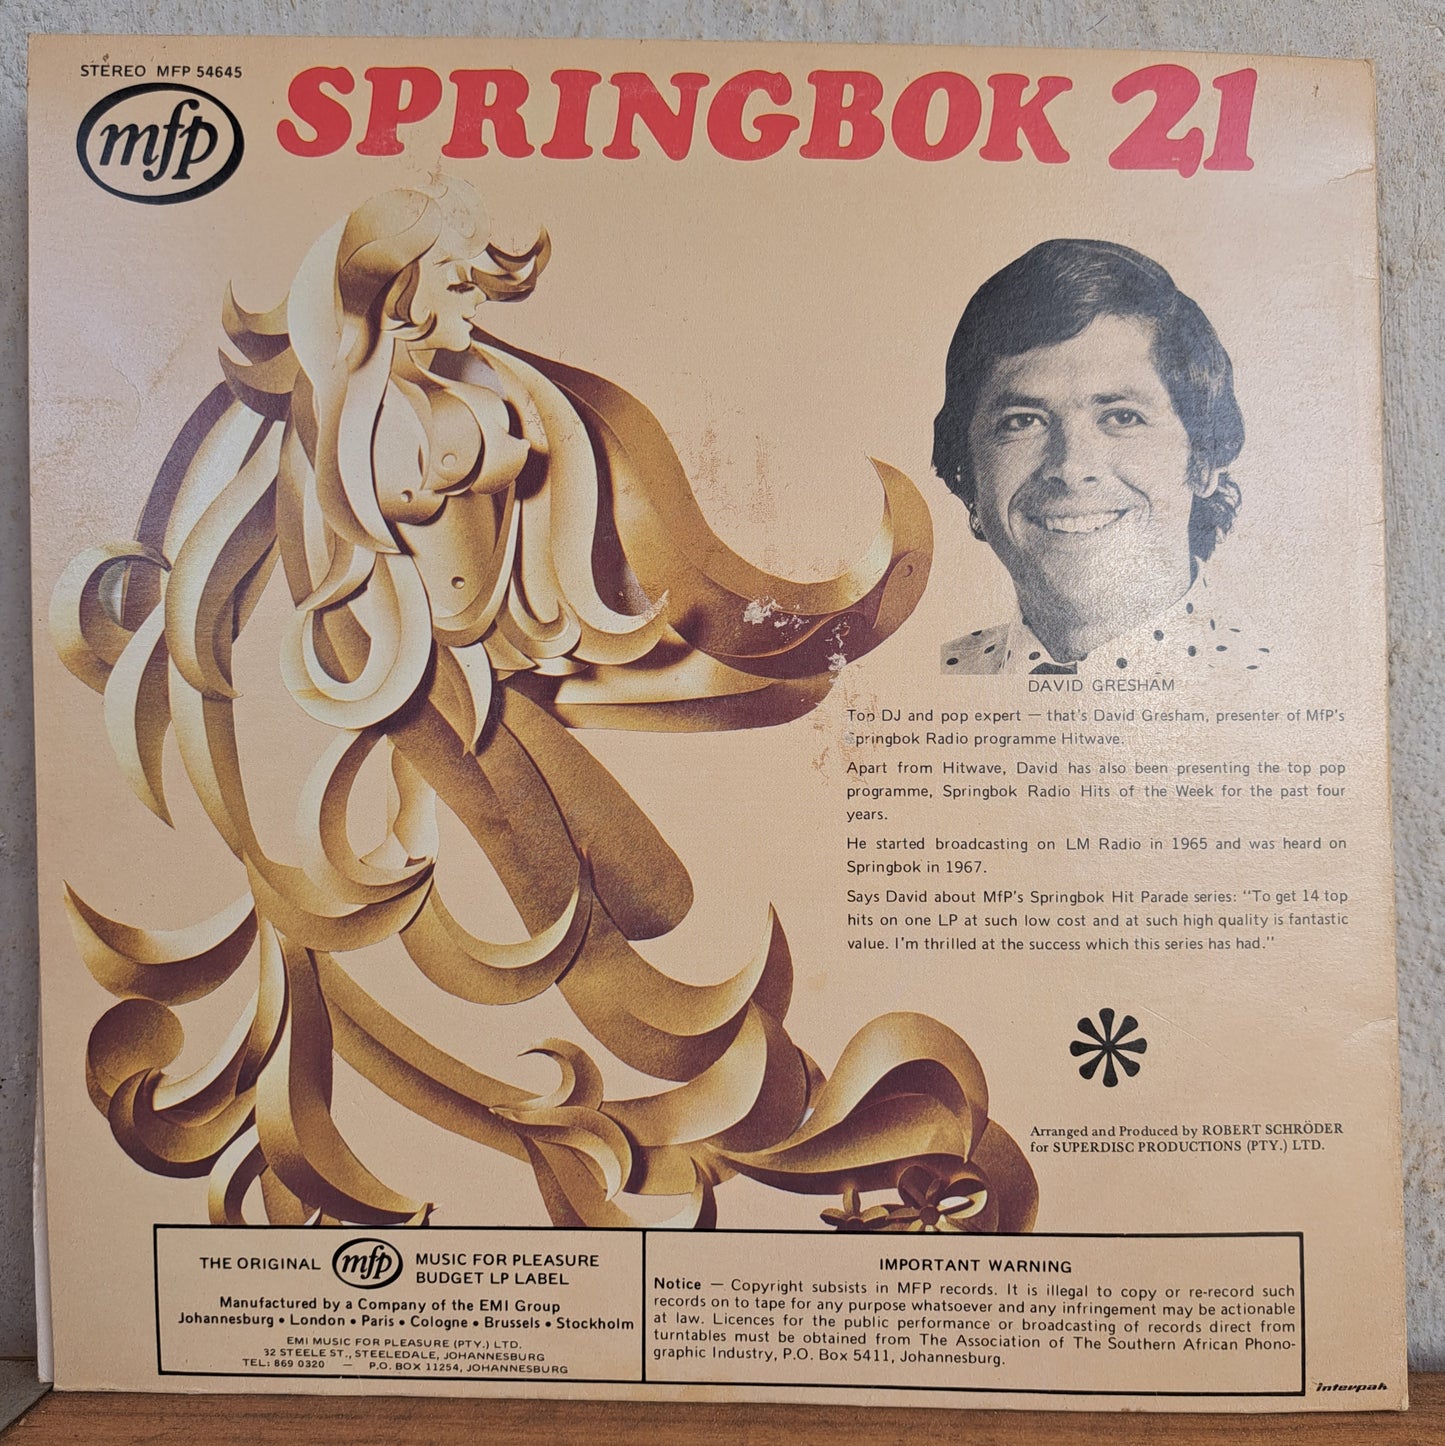 STEREO MFP 54645
mfp
SPRINGBOK 21
DAVID GRESHAM
Top DJ and pop expert — that's David Gresham, presenter of MfP's
Springbok Radio programme Hitwave.
Apart from Hitwave, David has also been presenting the top pop
programme, Springbok Radio Hits of the Week for the past four
years.
He started broadcasting on LM Radio in 1965 and was heard on
Springbok in 1967.
Says David about MfP's Springbok Hit Parade series: "To get 14 top
hits on one LP at such low cost and at such high quality is fantastic
value. I'm thrilled at the success which this series has had."
Arranged and Produced by ROBERT SCHRÖDER
for SUPERDISC PRODUCTIONS (PTY.) LTD.
THE ORIGINAL mfp MUSIC FOR PLEASURE
BUDGET LP LABEL
Manufactured by a Company of the EMI Group
Johannesburg • London • Paris • Cologne • Brussels • Stockholm
EMI MUSIC FOR PLEASURE (PTY.) LTD.
32 STEELE ST., STEELEDALE, JOHANNESBURG
TEL: 869 0320 — P.O. BOX 11254, JOHANNESBURG
IMPORTANT WARNING
Notice — Copyright subsists in MFP records. It is illegal to copy or re-record such
records on to tape for any purpose whatsoever and any infringement may be actionable
at law. Licences for the public performance or broadcasting of records direct from
turntables must be obtained from The Association of The Southern African Phono-
graphic Industry, P.O. Box 5411, Johannesburg.
interpak